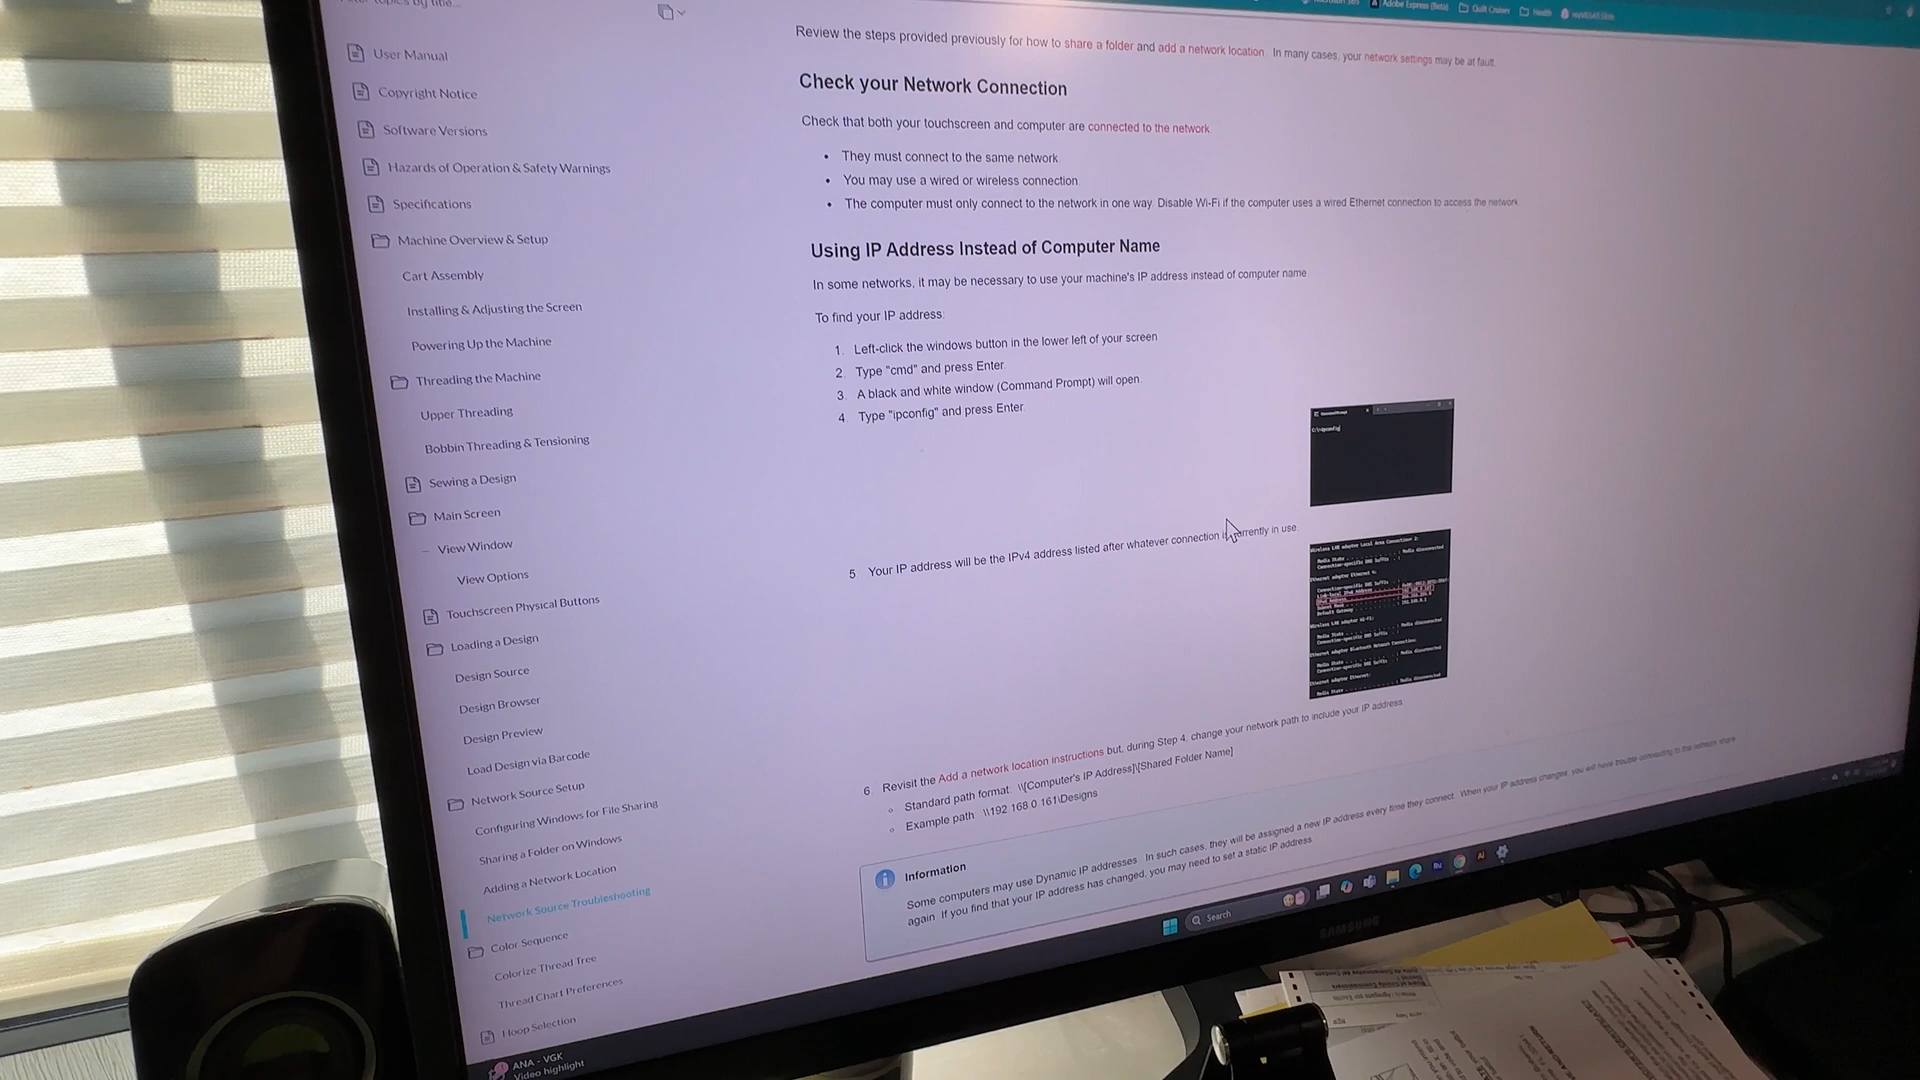 Adobe Express (Beta)
Quilt Cruises
Health
Review the steps provided previously for how to share a folder and add a network location. In many cases, your network settings may be at fault.
Check your Network Connection
Check that both your touchscreen and computer are connected to the network.
They must connect to the same network.
You may use a wired or wireless connection.
The computer must only connect to the network in one way. Disable Wi-Fi if the computer uses a wired Ethernet connection to access the network.
Using IP Address Instead of Computer Name
In some networks, it may be necessary to use your machine's IP address instead of computer name.
To find your IP address:
1. Left-click the windows button in the lower left of your screen
2. Type "cmd" and press Enter.
3. A black and white window (Command Prompt) will open.
4. Type "ipconfig" and press Enter.
5 Your IP address will be the IPv4 address listed after whatever connection is currently in use.
6. Revisit the Add a network location instructions but, during Step 4, change your network path to include your IP address.
Standard path format: \\[Computer's IP Address]\[Shared Folder Name]
Example path: \\192.168.0.161\Designs
Information
Some computers may use Dynamic IP addresses. In such cases, they will be assigned a new IP address every time they connect. When your IP address changes, you will have trouble connecting to the network share
again. If you find that your IP address has changed, you may need to set a static IP address.
User Manual
Copyright Notice
Software Versions
Hazards of Operation & Safety Warnings
Specifications
Machine Overview & Setup
Cart Assembly
Installing & Adjusting the Screen
Powering Up the Machine
Threading the Machine
Upper Threading
Bobbin Threading & Tensioning
Sewing a Design
Main Screen
View Window
View Options
Touchscreen Physical Buttons
Loading a Design
Design Source
Design Browser
Design Preview
Load Design via Barcode
Network Source Setup
Configuring Windows for File Sharing
Sharing a Folder on Windows
Adding a Network Location
Network Source Troubleshooting
Color Sequence
Colorize Thread Tree
Thread Chart Preferences
Hoop Selection
ANA - VGK
Video highlight
Search
SAMSUNG